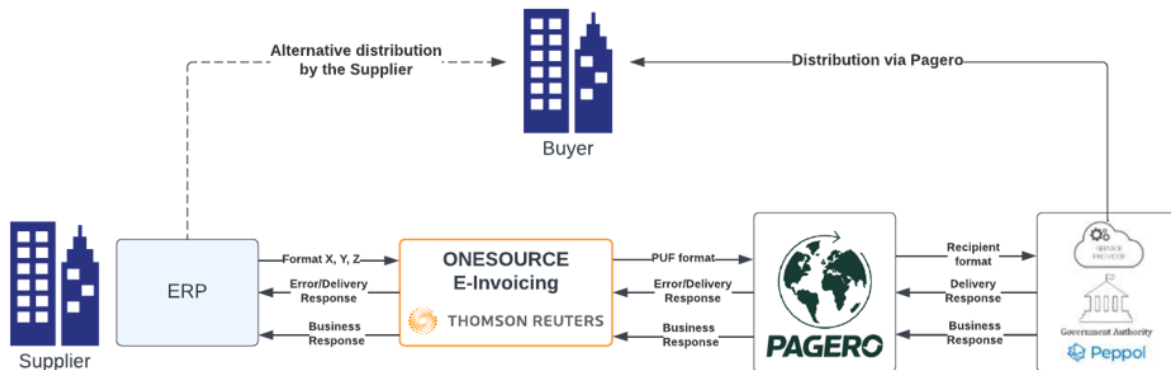 Alternative distribution
by the Supplier
Distribution via Pagero
Buyer
Supplier
ERP
Format X, Y, Z
Error/Delivery
Response
Business
Response
ONESOURCE
E-Invoicing
THOMSON REUTERS
PUF format
Error/Delivery
Response
Business
Response
PAGERO
Recipient
format
Delivery
Response
Business
Response
SERVICE
PROVIDER
Government Authority
Peppol